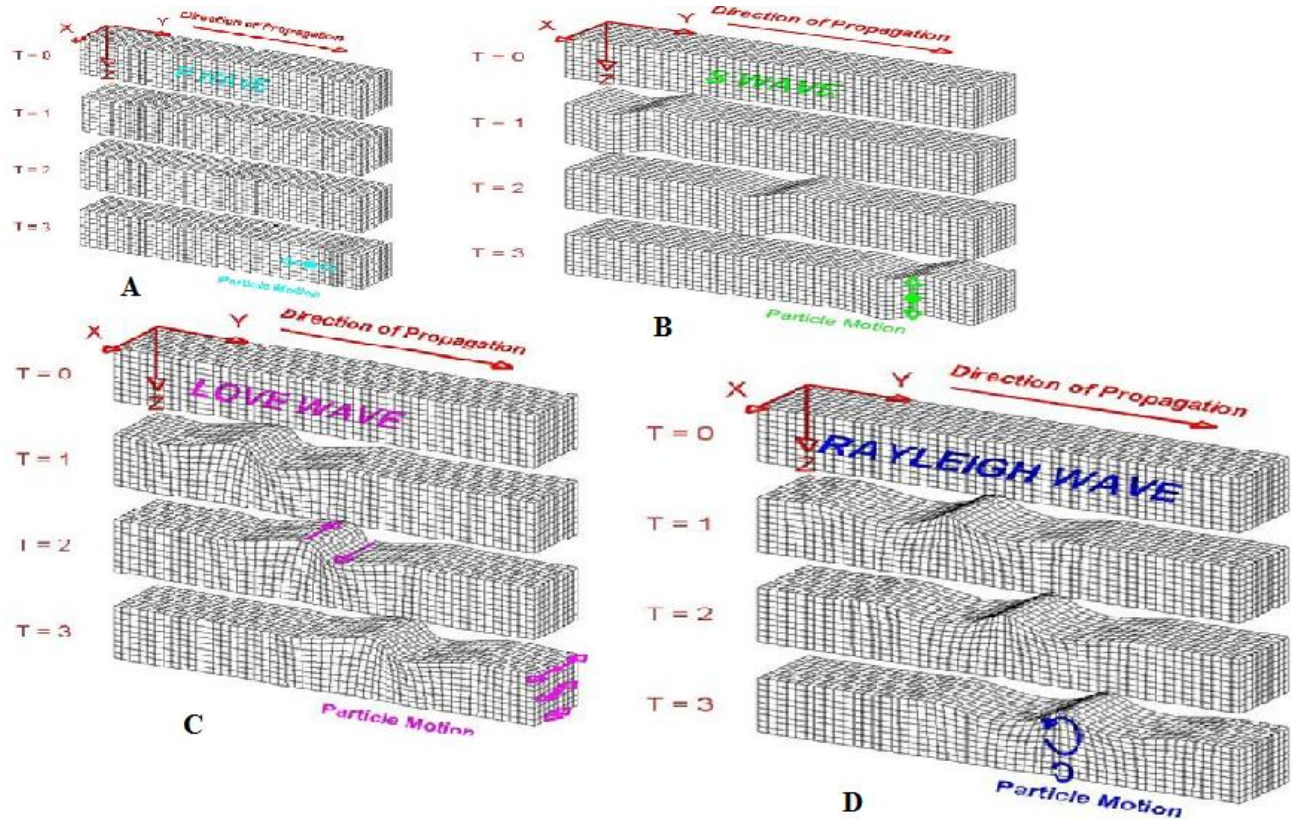 X
Y
Direction of Propagation
Z
T=0
P WAVE
T=1
T=2
T=3
Particle Motion
A
X
Y
Direction of Propagation
Z
T=0
S WAVE
T=1
T=2
T=3
Particle Motion
B
X
Y
Direction of Propagation
Z
T=0
LOVE WAVE
T=1
T=2
T=3
Particle Motion
C
X
Y
Direction of Propagation
Z
T=0
RAYLEIGH WAVE
T=1
T=2
T=3
Particle Motion
D